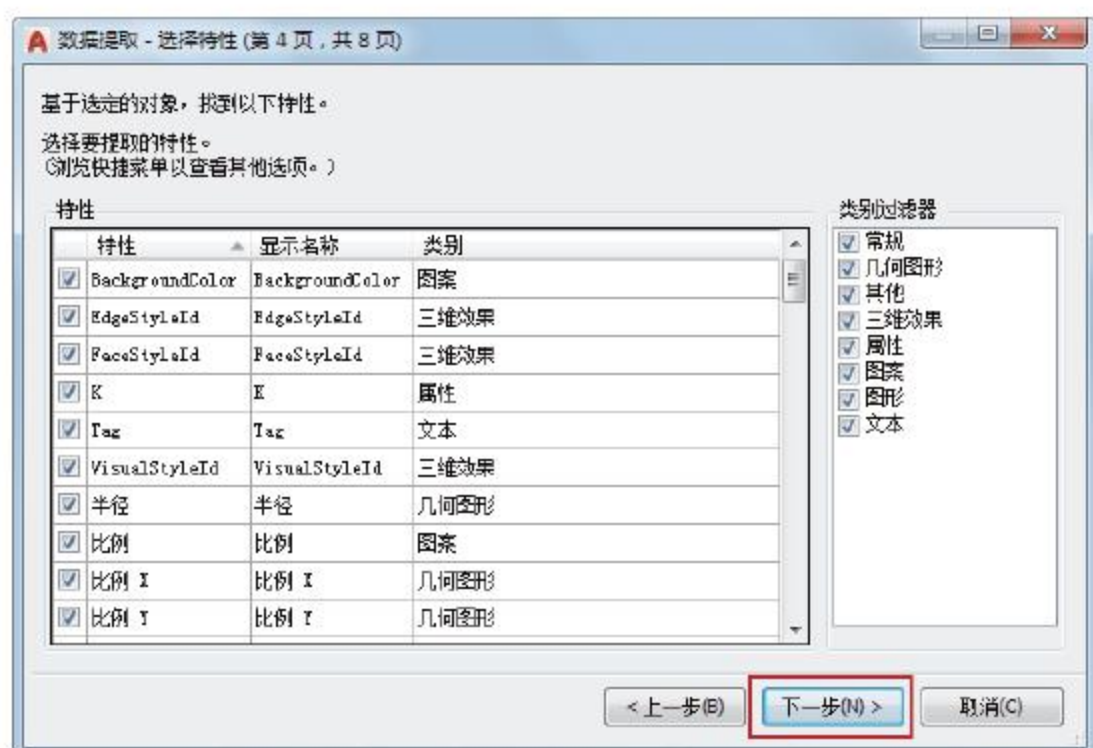 数据提取 - 选择特性 (第 4 页，共 8 页)
基于选定的对象，找到以下特性。
选择要提取的特性。
(浏览快捷菜单以查看其他选项。)
特性
特性 显示名称 类别
BackgroundColor BackgroundColor 图案
EdgeStyleId EdgeStyleId 三维效果
FaceStyleId FaceStyleId 三维效果
K K 属性
Tag Tag 文本
VisualStyleId VisualStyleId 三维效果
半径 半径 几何图形
比例 比例 图案
比例 X 比例 X 几何图形
比例 Y 比例 Y 几何图形
类别过滤器
常规
几何图形
其他
三维效果
属性
图案
图形
文本
<上一步(B) 下一步(N) > 取消(C)